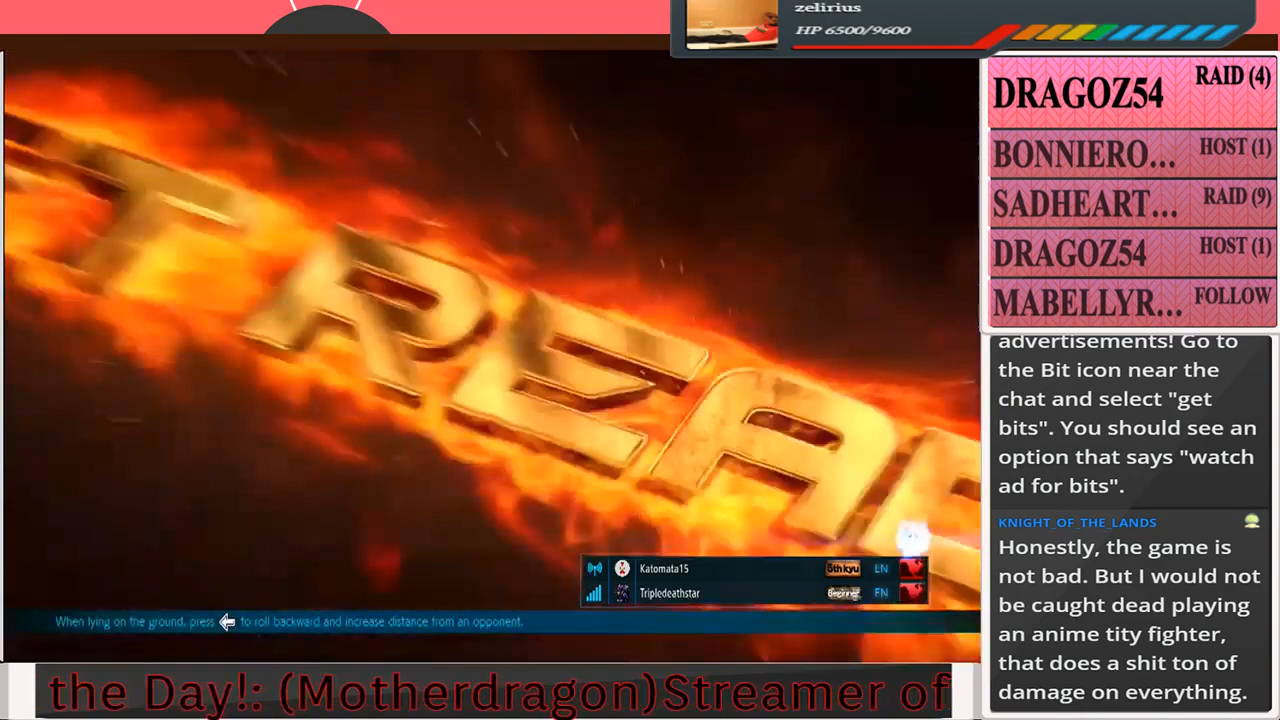 zelirius
HP 6500/9600
DRAGOZ54 RAID (4)
BONNIERO... HOST (1)
SADHEART... RAID (9)
DRAGOZ54 HOST (1)
MABELLYR... FOLLOW
T REA
Katomata15 5th kyu LN
Tripledeathstar Beginner FN
When lying on the ground, press to roll backward and increase distance from an opponent.
advertisements! Go to
the Bit icon near the
chat and select "get
bits". You should see an
option that says "watch
ad for bits".
KNIGHT_OF_THE_LANDS
Honestly, the game is
not bad. But I would not
be caught dead playing
an anime tity fighter,
that does a shit ton of
damage on everything.
the Day!: (Motherdragon)Streamer of